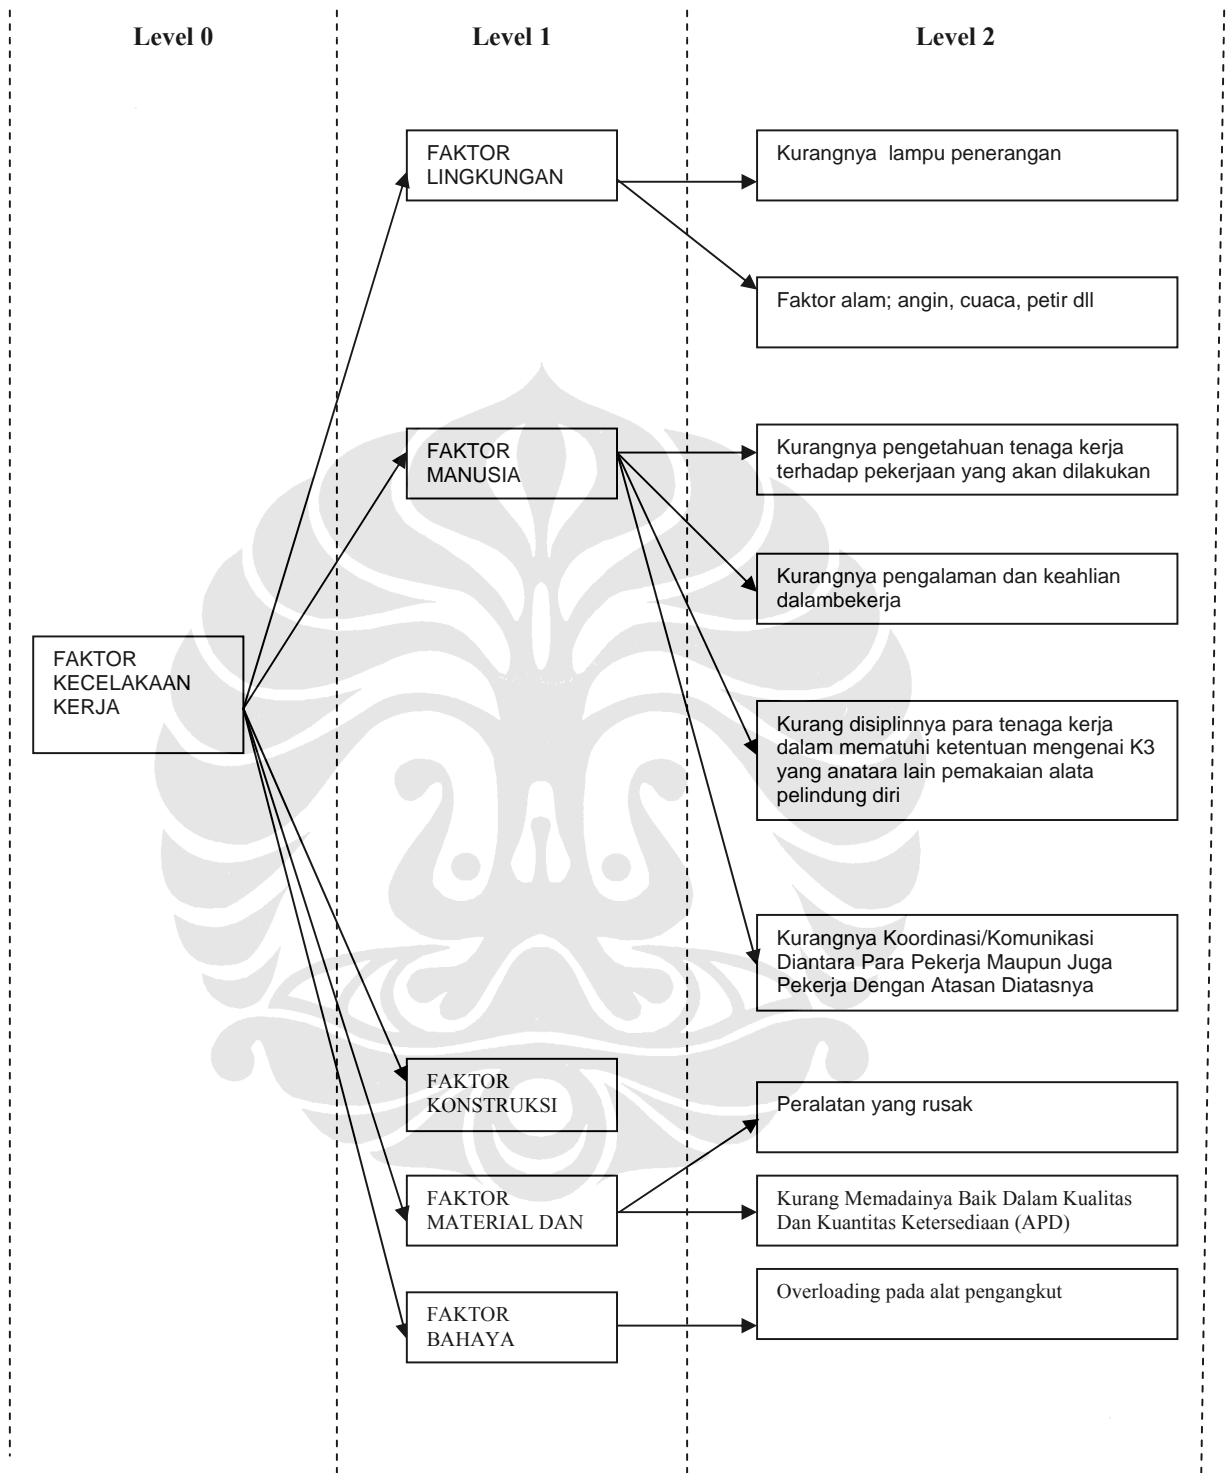 Level 0
Level 1
Level 2
FAKTOR
LINGKUNGAN
Kurangnya lampu penerangan
Faktor alam; angin, cuaca, petir dll
FAKTOR
MANUSIA
Kurangnya pengetahuan tenaga kerja
terhadap pekerjaan yang akan dilakukan
Kurangnya pengalaman dan keahlian
dalambekerja
FAKTOR
KECELAKAAN
KERJA
Kurang disiplinnya para tenaga kerja
dalam mematuhi ketentuan mengenai K3
yang anatara lain pemakaian alata
pelindung diri
Kurangnya Koordinasi/Komunikasi
Diantara Para Pekerja Maupun Juga
Pekerja Dengan Atasan Diatasnya
FAKTOR
KONSTRUKSI
Peralatan yang rusak
FAKTOR
MATERIAL DAN
Kurang Memadainya Baik Dalam Kualitas
Dan Kuantitas Ketersediaan (APD)
FAKTOR
BAHAYA
Overloading pada alat pengangkut